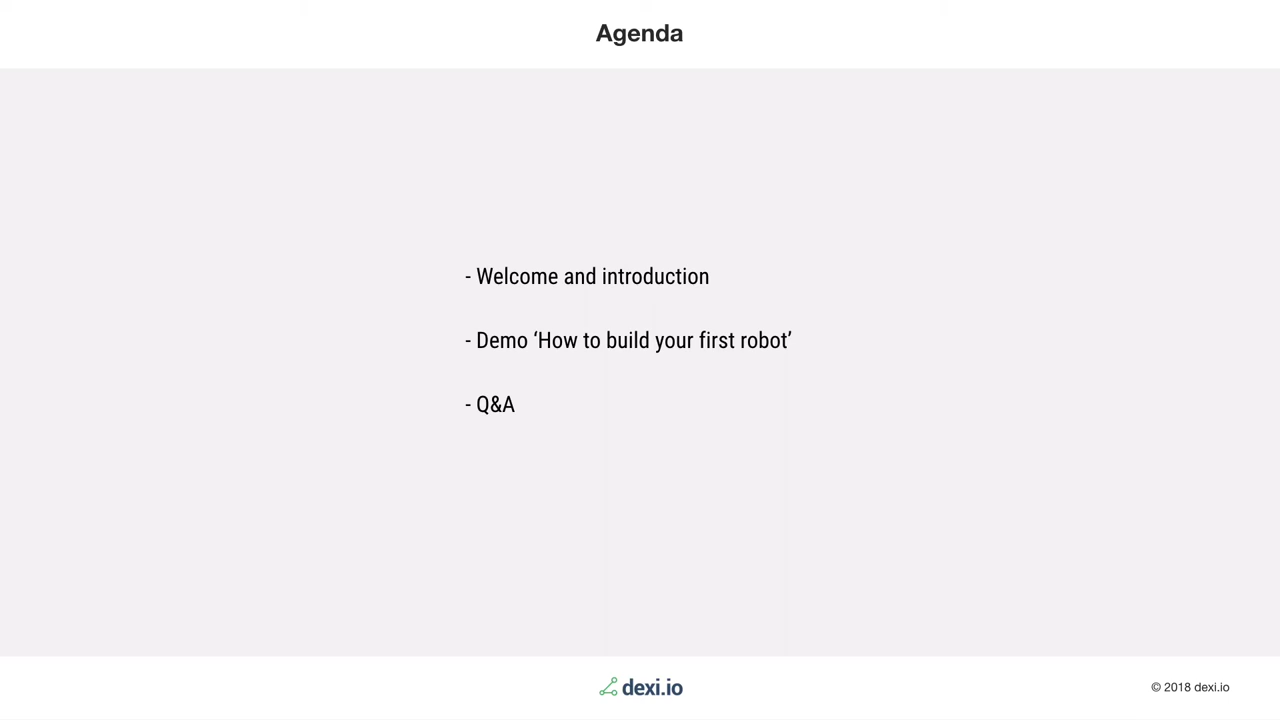 Agenda
- Welcome and introduction
- Demo ‘How to build your first robot’
- Q&A
dexi.io
© 2018 dexi.io